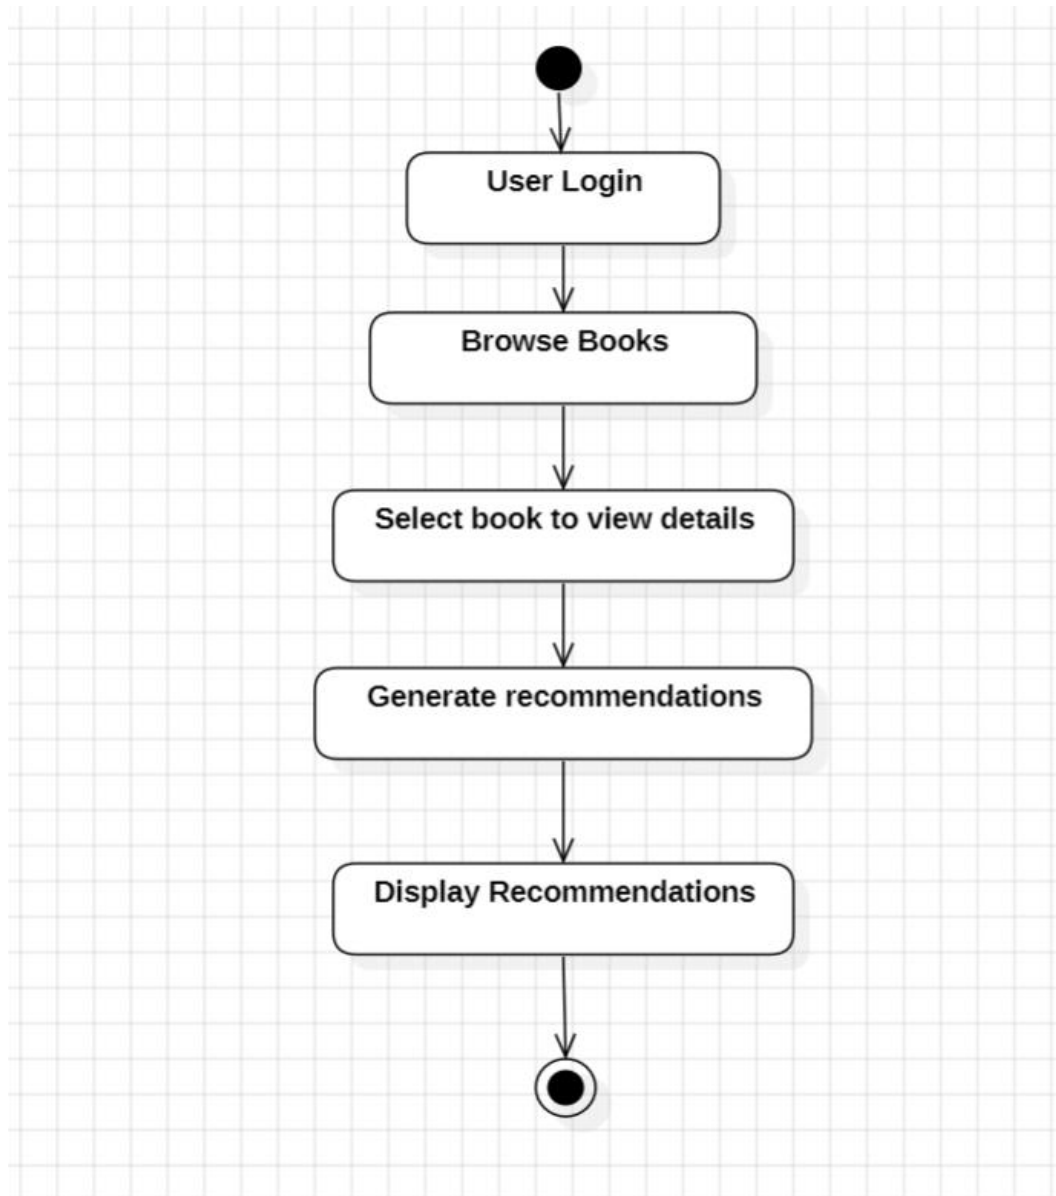 User Login
Browse Books
Select book to view details
Generate recommendations
Display Recommendations